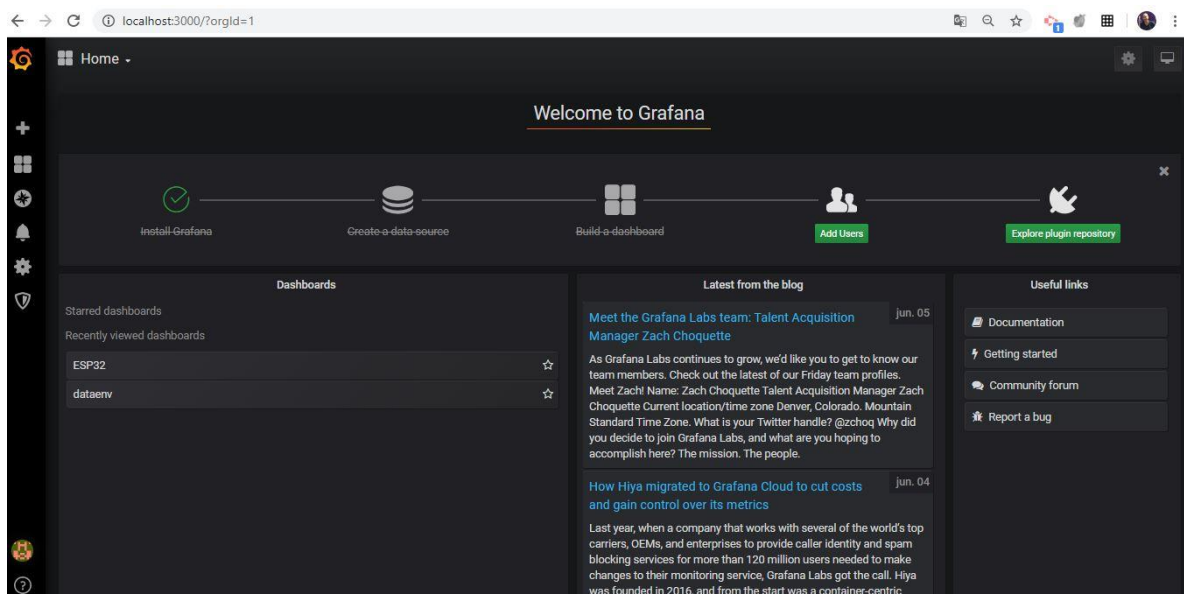 localhost:3000/?orgId=1
1
Home
Welcome to Grafana
Install Grafana
Create a data source
Build a dashboard
Add Users
Explore plugin repository
Dashboards
Starred dashboards
Recently viewed dashboards
ESP32
dataenv
Latest from the blog
Meet the Grafana Labs team: Talent Acquisition
Manager Zach Choquette
jun. 05
As Grafana Labs continues to grow, we'd like you to get to know our
team members. Check out the latest of our Friday team profiles.
Meet Zach! Name: Zach Choquette Talent Acquisition Manager Zach
Choquette Current location/time zone Denver, Colorado. Mountain
Standard Time Zone. What is your Twitter handle? @zchoq Why did
you decide to join Grafana Labs, and what are you hoping to
accomplish here? The mission. The people.
How Hiya migrated to Grafana Cloud to cut costs
and gain control over its metrics
jun. 04
Last year, when a company that works with several of the world's top
carriers, OEMs, and enterprises to provide caller identity and spam
blocking services for more than 120 million users needed to make
changes to their monitoring service, Grafana Labs got the call. Hiya
was founded in 2016, and from the start was a container-centric
Useful links
Documentation
Getting started
Community forum
Report a bug